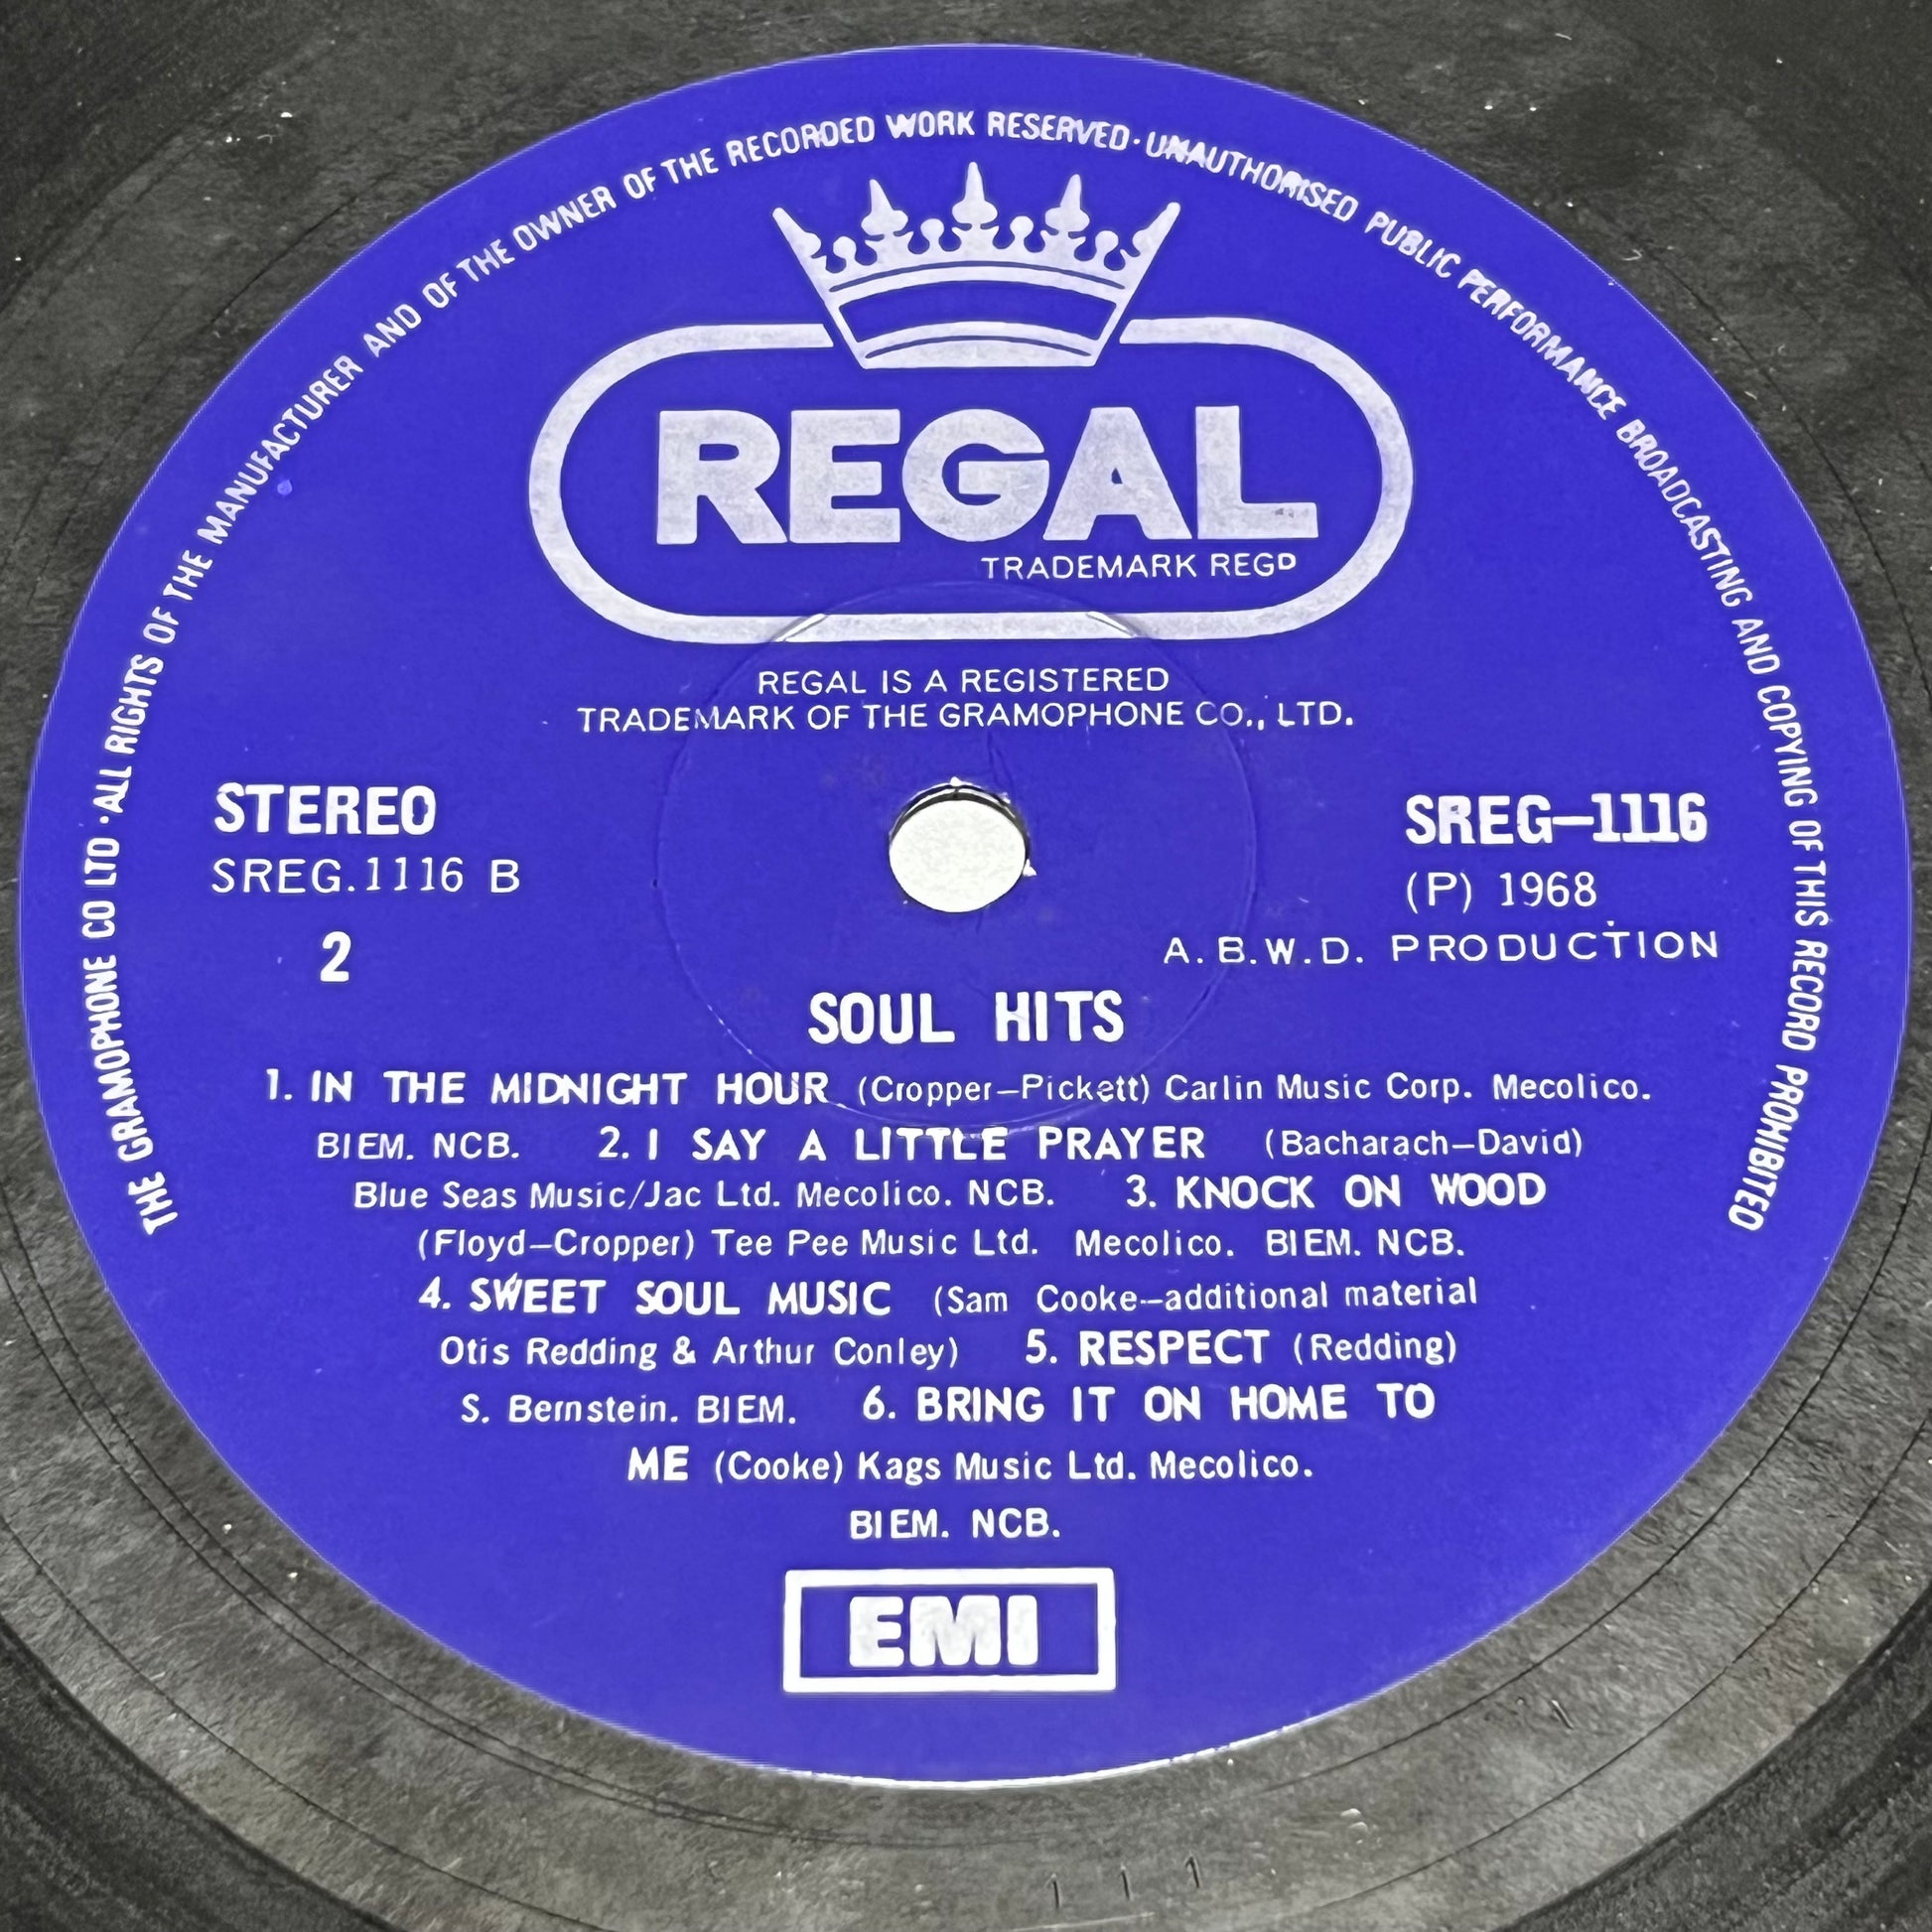 THE GRAMOPHONE CO LTD · ALL RIGHTS OF THE MANUFACTURER AND OF THE OWNER OF THE RECORDED WORK RESERVED · UNAUTHORISED PUBLIC PERFORMANCE BROADCASTING AND COPYING OF THIS RECORD PROHIBITED
REGAL
TRADEMARK REGD
REGAL IS A REGISTERED
TRADEMARK OF THE GRAMOPHONE CO., LTD.
STEREO
SREG.1116 B
2
SREG-1116
(P) 1968
A.B.W.D. PRODUCTION
SOUL HITS
1. IN THE MIDNIGHT HOUR (Cropper-Pickett) Carlin Music Corp. Mecolico.
BIEM. NCB. 2. I SAY A LITTLE PRAYER (Bacharach-David)
Blue Seas Music/Jac Ltd. Mecolico. NCB. 3. KNOCK ON WOOD
(Floyd-Cropper) Tee Pee Music Ltd. Mecolico. BIEM. NCB.
4. SWEET SOUL MUSIC (Sam Cooke-additional material
Otis Redding & Arthur Conley) 5. RESPECT (Redding)
S. Bernstein. BIEM. 6. BRING IT ON HOME TO
ME (Cooke) Kags Music Ltd. Mecolico.
BIEM. NCB.
EMI
1 1 1